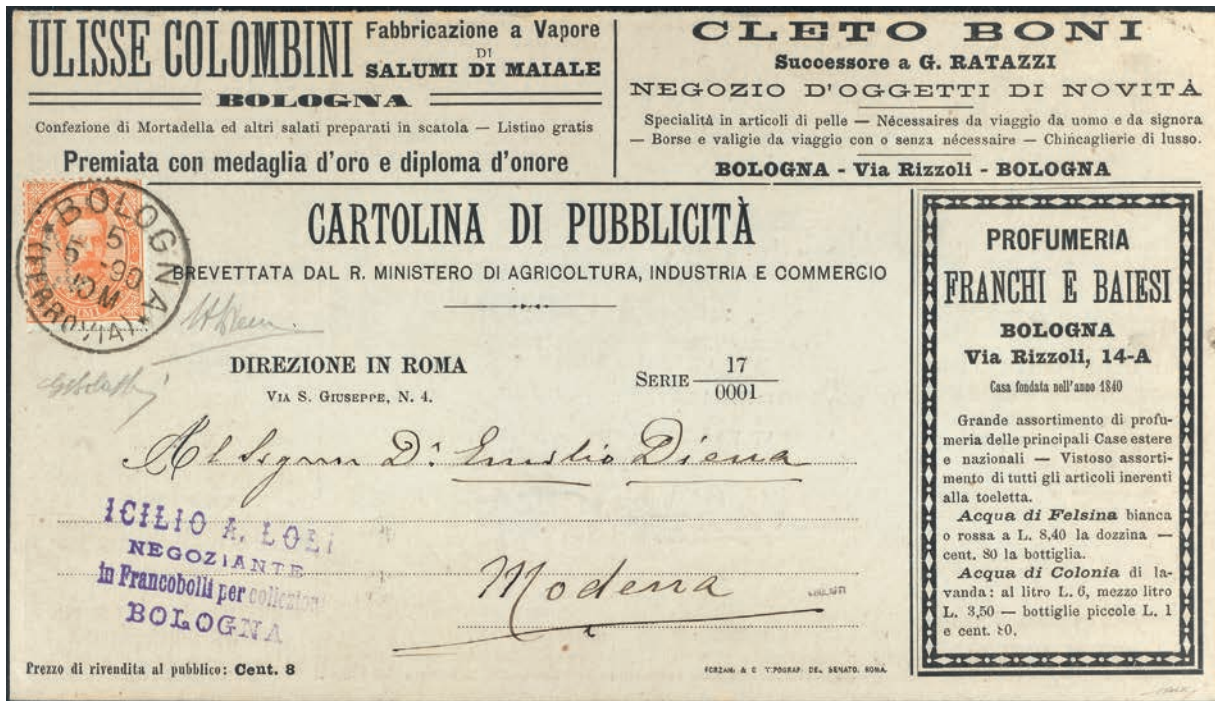 ULISSE COLOMBINI
Fabbricazione a Vapore
DI
SALUMI DI MAIALE
BOLOGNA
Confezione di Mortadella ed altri salati preparati in scatola — Listino gratis
Premiata con medaglia d'oro e diploma d'onore
CLETO BONI
Successore a G. RATAZZI
NEGOZIO D'OGGETTI DI NOVITÀ
Specialità in articoli di pelle — Nécessaires da viaggio da uomo e da signora
— Borse e valigie da viaggio con o senza nécessaire — Chincaglierie di lusso.
BOLOGNA - Via Rizzoli - BOLOGNA
BOLOGNA
5
5 -90
10 M
(FERROVIA)
CARTOLINA DI PUBBLICITÀ
BREVETTATA DAL R. MINISTERO DI AGRICOLTURA, INDUSTRIA E COMMERCIO
DIREZIONE IN ROMA
VIA S. GIUSEPPE, N. 4.
SERIE 17
0001
Al Signor Dr Emilio Diena
Modena
ICILIO A.
NEGOZIANTE
in Francobolli per collezioni
BOLOGNA
Prezzo di rivendita al pubblico: Cent. 8
FORZANI & C TIPOGRAF. DEL SENATO. ROMA.
PROFUMERIA
FRANCHI E BAIESI
BOLOGNA
Via Rizzoli, 14-A
Casa fondata nell'anno 1840
Grande assortimento di profu-
meria delle principali Case estere
e nazionali — Vistoso assorti-
mento di tutti gli articoli inerenti
alla toeletta.
Acqua di Felsina bianca
o rossa a L. 8,40 la dozzina —
cent. 80 la bottiglia.
Acqua di Colonia di la-
vanda: al litro L. 6, mezzo litro
L. 3,50 — bottiglie piccole L. 1
e cent.